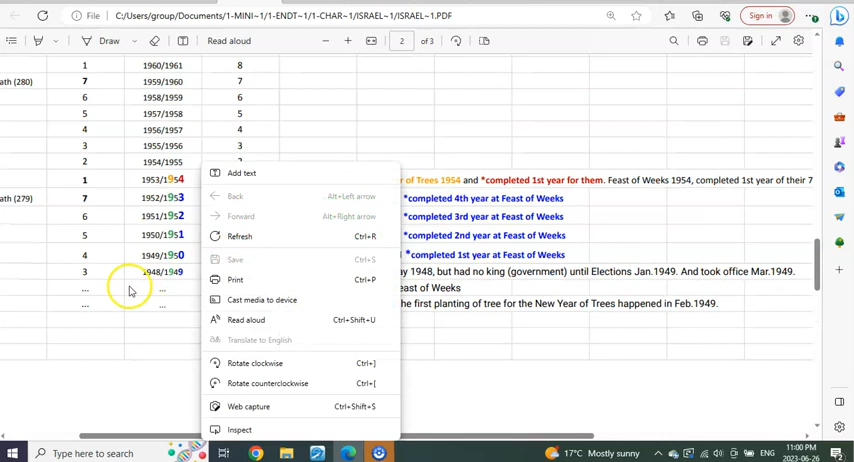 File C:/Users/group/Documents/1-MINI~1/1-ENDT~1/1-CHAR~1/ISRAEL~1/ISRAEL~1.PDF Sign in
Draw Read aloud 2 of 3
1 1960/1961 8
ath (280) 7 1959/1960 7
6 1958/1959 6
5 1957/1958 5
4 1956/1957 4
3 1955/1956 3
2 1954/1955
1 1953/1954 r of Trees 1954 and *completed 1st year for them. Feast of Weeks 1954, completed 1st year of their 7
ath (279) 7 1952/1953 *completed 4th year at Feast of Weeks
6 1951/1952 *completed 3rd year at Feast of Weeks
5 1950/1951 *completed 2nd year at Feast of Weeks
4 1949/1950 *completed 1st year at Feast of Weeks
3 1948/1949 y 1948, but had no king (government) until Elections Jan.1949. And took office Mar.1949.
... ... east of Weeks
... ... the first planting of tree for the New Year of Trees happened in Feb.1949.
Add text
Back Alt+Left arrow
Forward Alt+Right arrow
Refresh Ctrl+R
Save Ctrl+S
Print Ctrl+P
Cast media to device
Read aloud Ctrl+Shift+U
Translate to English
Rotate clockwise Ctrl+]
Rotate counterclockwise Ctrl+[
Web capture Ctrl+Shift+S
Inspect
Type here to search
17°C Mostly sunny ENG 11:00 PM 2023-06-26